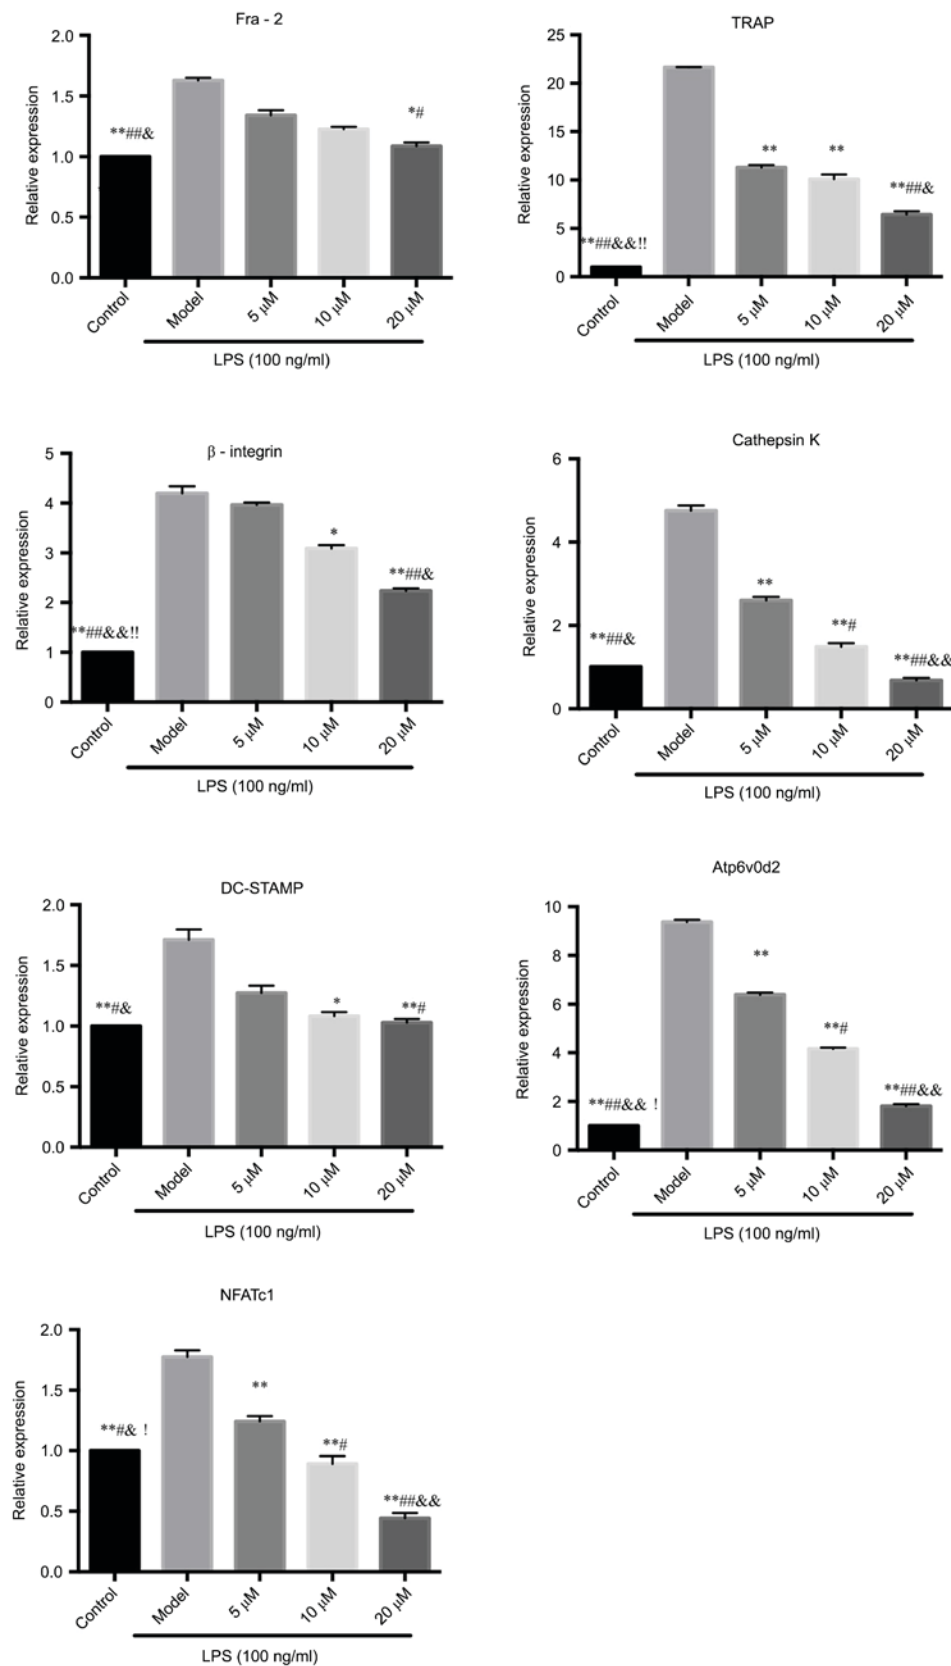 Fra - 2
Relative expression
2.0
1.5
1.0
0.5
0.0
**##&
*#
Control
Model
5 μM
10 μM
20 μM
LPS (100 ng/ml)
TRAP
Relative expression
25
20
15
10
5
0
**##&&!!
**
**
**##&
Control
Model
5 μM
10 μM
20 μM
LPS (100 ng/ml)
β - integrin
Relative expression
5
4
3
2
1
0
**##&&!!
*
**##&
Control
Model
5 μM
10 μM
20 μM
LPS (100 ng/ml)
Cathepsin K
Relative expression
6
4
2
0
**##&
**
**#
**##&&
Control
Model
5 μM
10 μM
20 μM
LPS (100 ng/ml)
DC-STAMP
Relative expression
2.0
1.5
1.0
0.5
0.0
**#&
*
**#
Control
Model
5 μM
10 μM
20 μM
LPS (100 ng/ml)
Atp6v0d2
Relative expression
10
8
6
4
2
0
**##&& !
**
**#
**##&&
Control
Model
5 μM
10 μM
20 μM
LPS (100 ng/ml)
NFATc1
Relative expression
2.0
1.5
1.0
0.5
0.0
**#& !
**
**#
**##&&
Control
Model
5 μM
10 μM
20 μM
LPS (100 ng/ml)